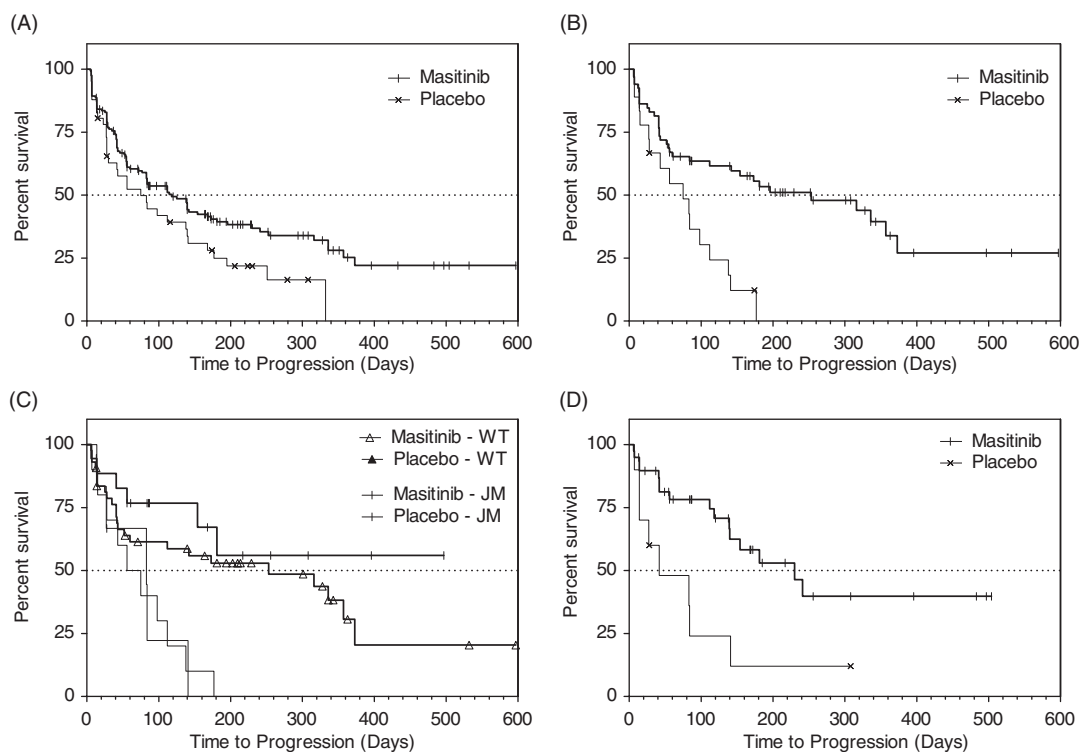 (A)
Percent survival
100
75
50
25
0
Masitinib
Placebo
0 100 200 300 400 500 600
Time to Progression (Days)
(B)
Percent survival
100
75
50
25
0
Masitinib
Placebo
0 100 200 300 400 500 600
Time to Progression (Days)
(C)
Percent survival
100
75
50
25
0
Masitinib - WT
Placebo - WT
Masitinib - JM
Placebo - JM
0 100 200 300 400 500 600
Time to Progression (Days)
(D)
Percent survival
100
75
50
25
0
Masitinib
Placebo
0 100 200 300 400 500 600
Time to Progression (Days)